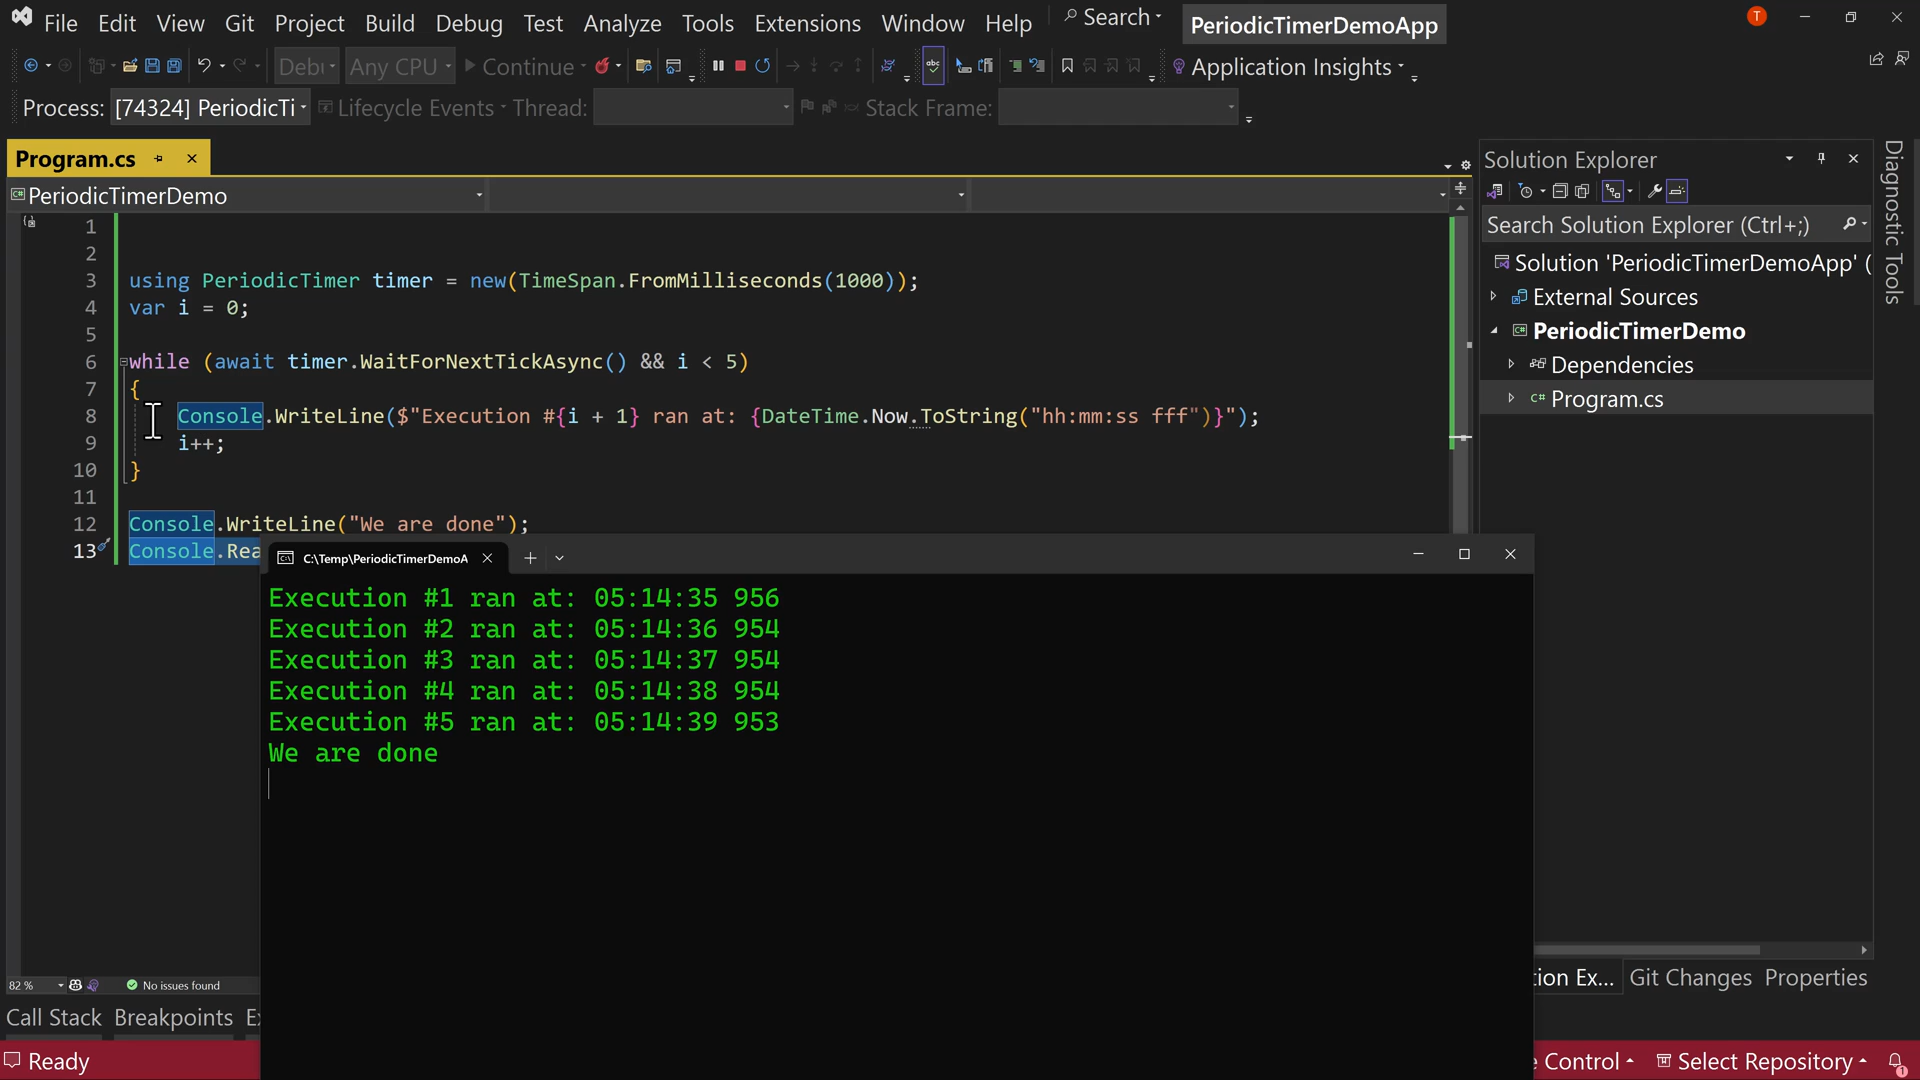 File Edit View Git Project Build Debug Test Analyze Tools Extensions Window Help Search PeriodicTimerDemoApp T
Any CPU Continue Application Insights
Process: [74324] PeriodicTi Lifecycle Events Thread: Stack Frame:
Program.cs
PeriodicTimerDemo
1
2
3 using PeriodicTimer timer = new(TimeSpan.FromMilliseconds(1000));
4 var i = 0;
5
6 while (await timer.WaitForNextTickAsync() && i < 5)
7 {
8 Console.WriteLine($"Execution #{i + 1} ran at: {DateTime.Now.ToString("hh:mm:ss fff")}");
9 i++;
10 }
11
12 Console.WriteLine("We are done");
13 Console.Rea
C:\Temp\PeriodicTimerDemoA
Execution #1 ran at: 05:14:35 956
Execution #2 ran at: 05:14:36 954
Execution #3 ran at: 05:14:37 954
Execution #4 ran at: 05:14:38 954
Execution #5 ran at: 05:14:39 953
We are done
Solution Explorer
Search Solution Explorer (Ctrl+;)
Solution 'PeriodicTimerDemoApp' (
External Sources
PeriodicTimerDemo
Dependencies
C# Program.cs
Diagnostic Tools
82 % No issues found
tion Ex... Git Changes Properties
Call Stack Breakpoints
Ready
Control Select Repository 1